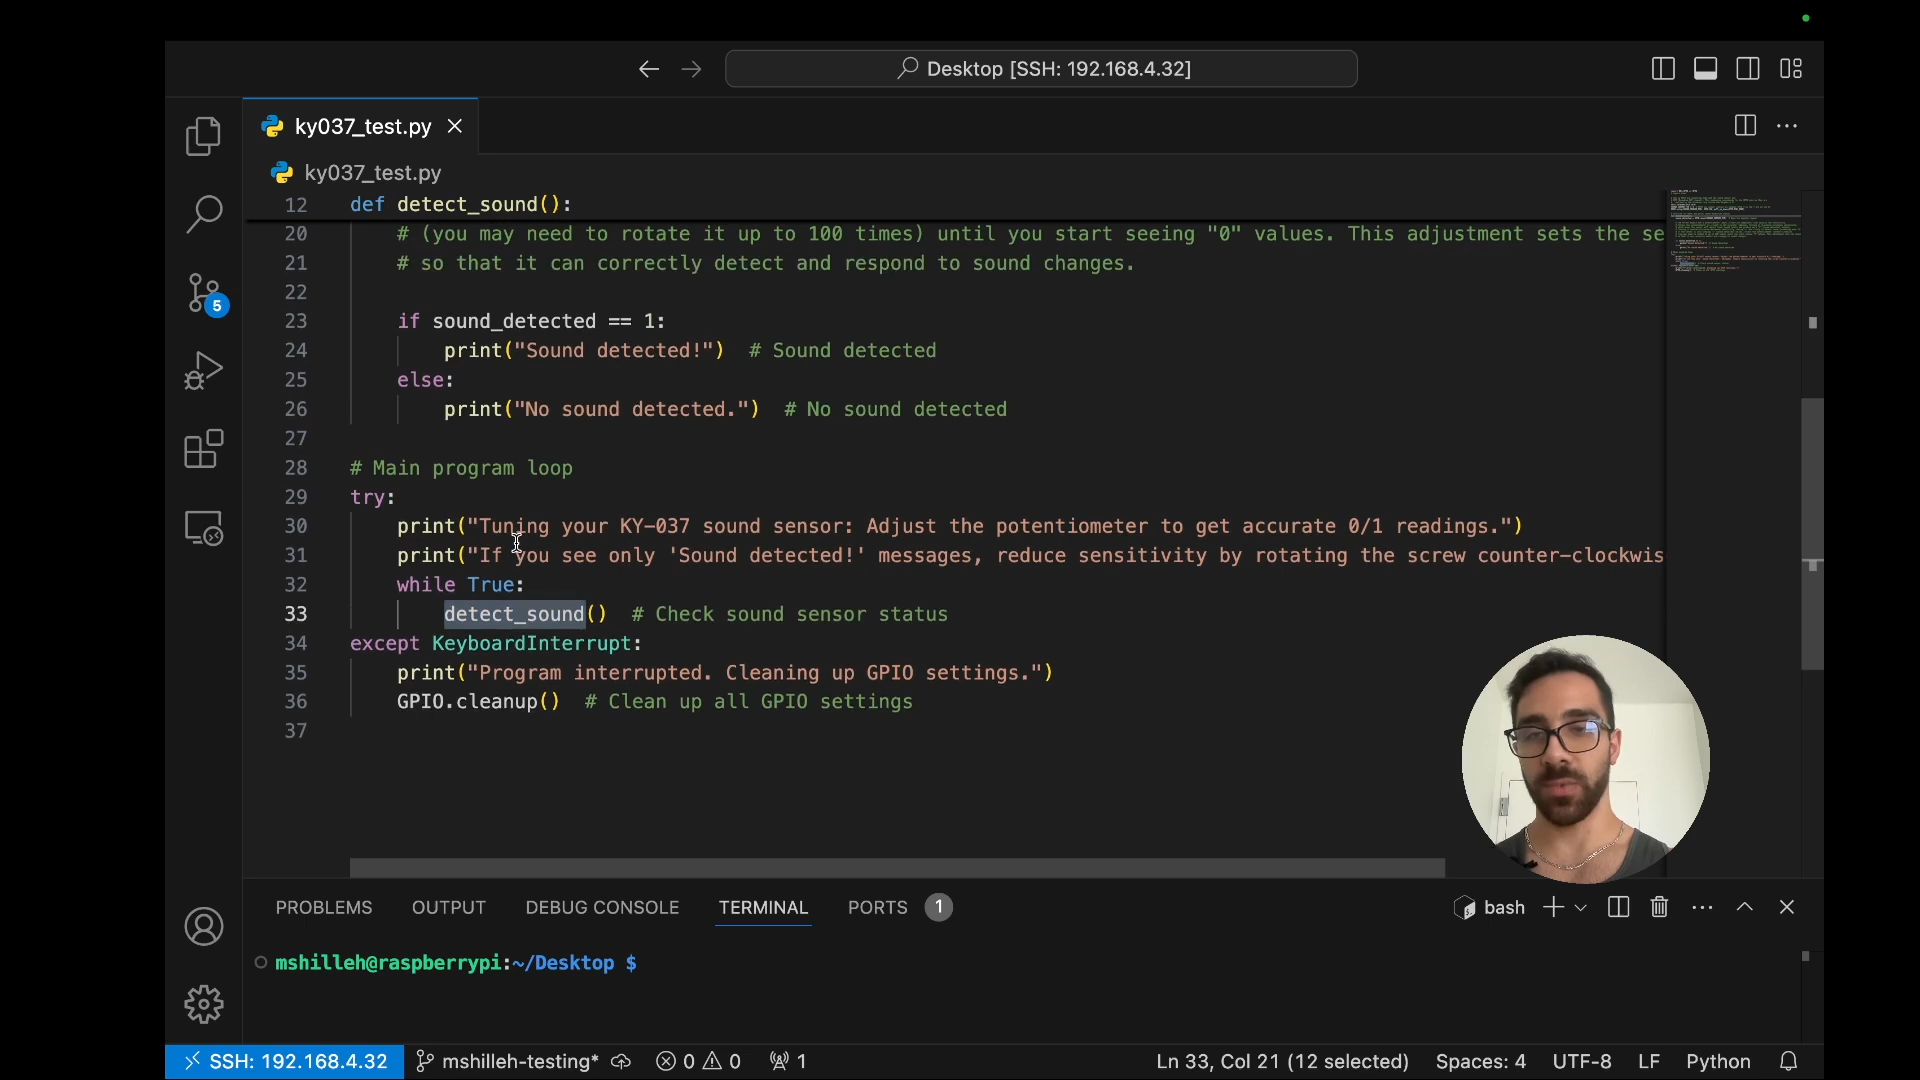 Desktop [SSH: 192.168.4.32]
ky037_test.py
ky037_test.py
12 def detect_sound():
20 # (you may need to rotate it up to 100 times) until you start seeing "0" values. This adjustment sets the se
21 # so that it can correctly detect and respond to sound changes.
22
23 if sound_detected == 1:
24 print("Sound detected!") # Sound detected
25 else:
26 print("No sound detected.") # No sound detected
27
28 # Main program loop
29 try:
30 print("Tuning your KY-037 sound sensor: Adjust the potentiometer to get accurate 0/1 readings.")
31 print("If you see only 'Sound detected!' messages, reduce sensitivity by rotating the screw counter-clockwis
32 while True:
33 detect_sound() # Check sound sensor status
34 except KeyboardInterrupt:
35 print("Program interrupted. Cleaning up GPIO settings.")
36 GPIO.cleanup() # Clean up all GPIO settings
37
5
PROBLEMS OUTPUT DEBUG CONSOLE TERMINAL PORTS 1 bash
mshilleh@raspberrypi:~/Desktop $
SSH: 192.168.4.32 mshilleh-testing* 0 0 1 Ln 33, Col 21 (12 selected) Spaces: 4 UTF-8 LF Python